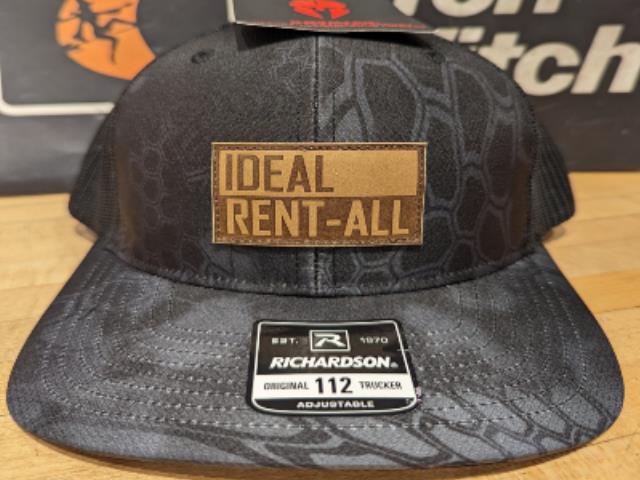 IDEAL
RENT-ALL
EST. R 1970
RICHARDSON®
ORIGINAL 112 TRUCKER
ADJUSTABLE